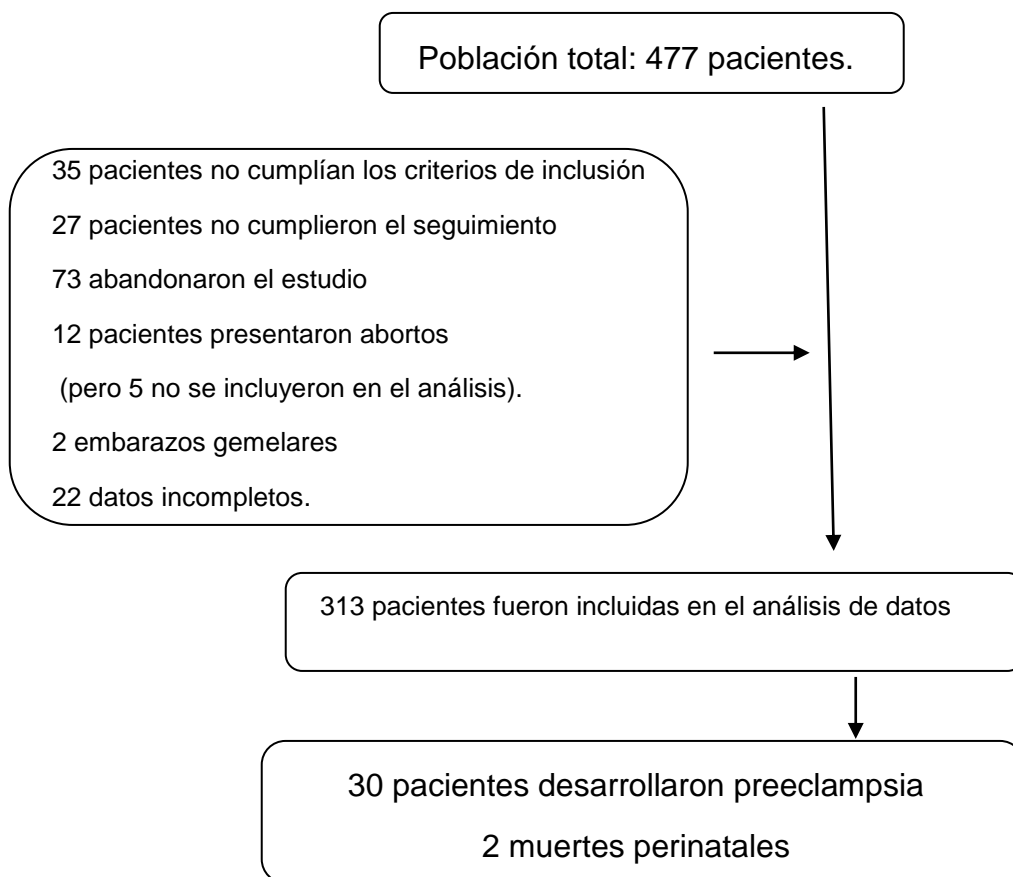 Población total: 477 pacientes.
35 pacientes no cumplían los criterios de inclusión
27 pacientes no cumplieron el seguimiento
73 abandonaron el estudio
12 pacientes presentaron abortos
(pero 5 no se incluyeron en el análisis).
2 embarazos gemelares
22 datos incompletos.
313 pacientes fueron incluidas en el análisis de datos
30 pacientes desarrollaron preeclampsia
2 muertes perinatales